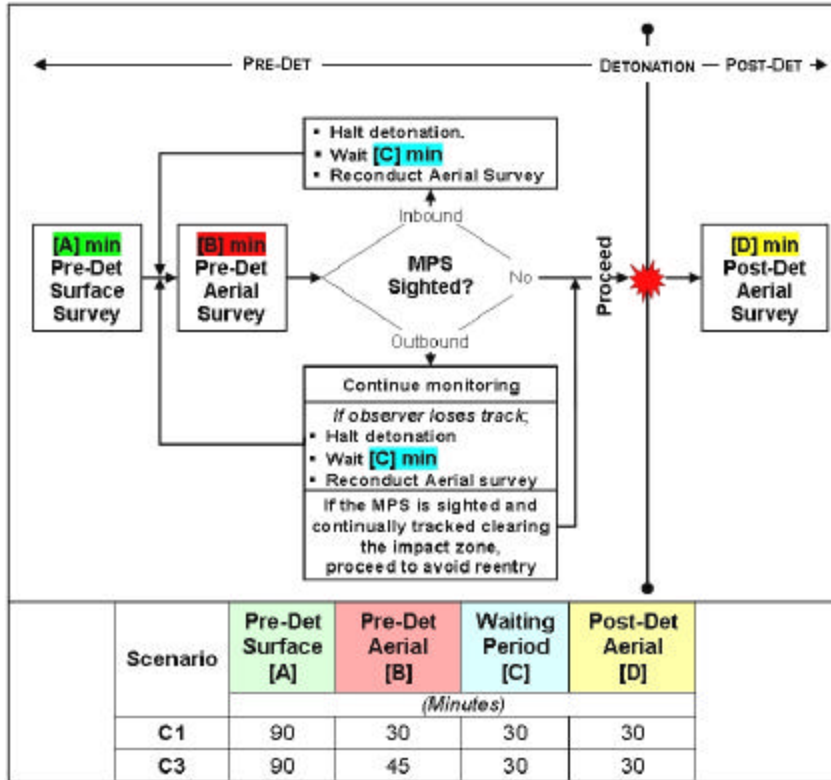 PRE-DET
DETONATION
POST-DET
▪ Halt detonation.
▪ Wait [C] min
▪ Reconduct Aerial Survey
Inbound
[A] min
Pre-Det
Surface
Survey
[B] min
Pre-Det
Aerial
Survey
MPS
Sighted?
No
Proceed
[D] min
Post-Det
Aerial
Survey
Outbound
Continue monitoring
If observer loses track;
▪ Halt detonation
▪ Wait [C] min
▪ Reconduct Aerial survey
If the MPS is sighted and
continually tracked clearing
the impact zone,
proceed to avoid reentry
Scenario
Pre-Det
Surface
[A]
Pre-Det
Aerial
[B]
Waiting
Period
[C]
Post-Det
Aerial
[D]
(Minutes)
C1 90 30 30 30
C3 90 45 30 30